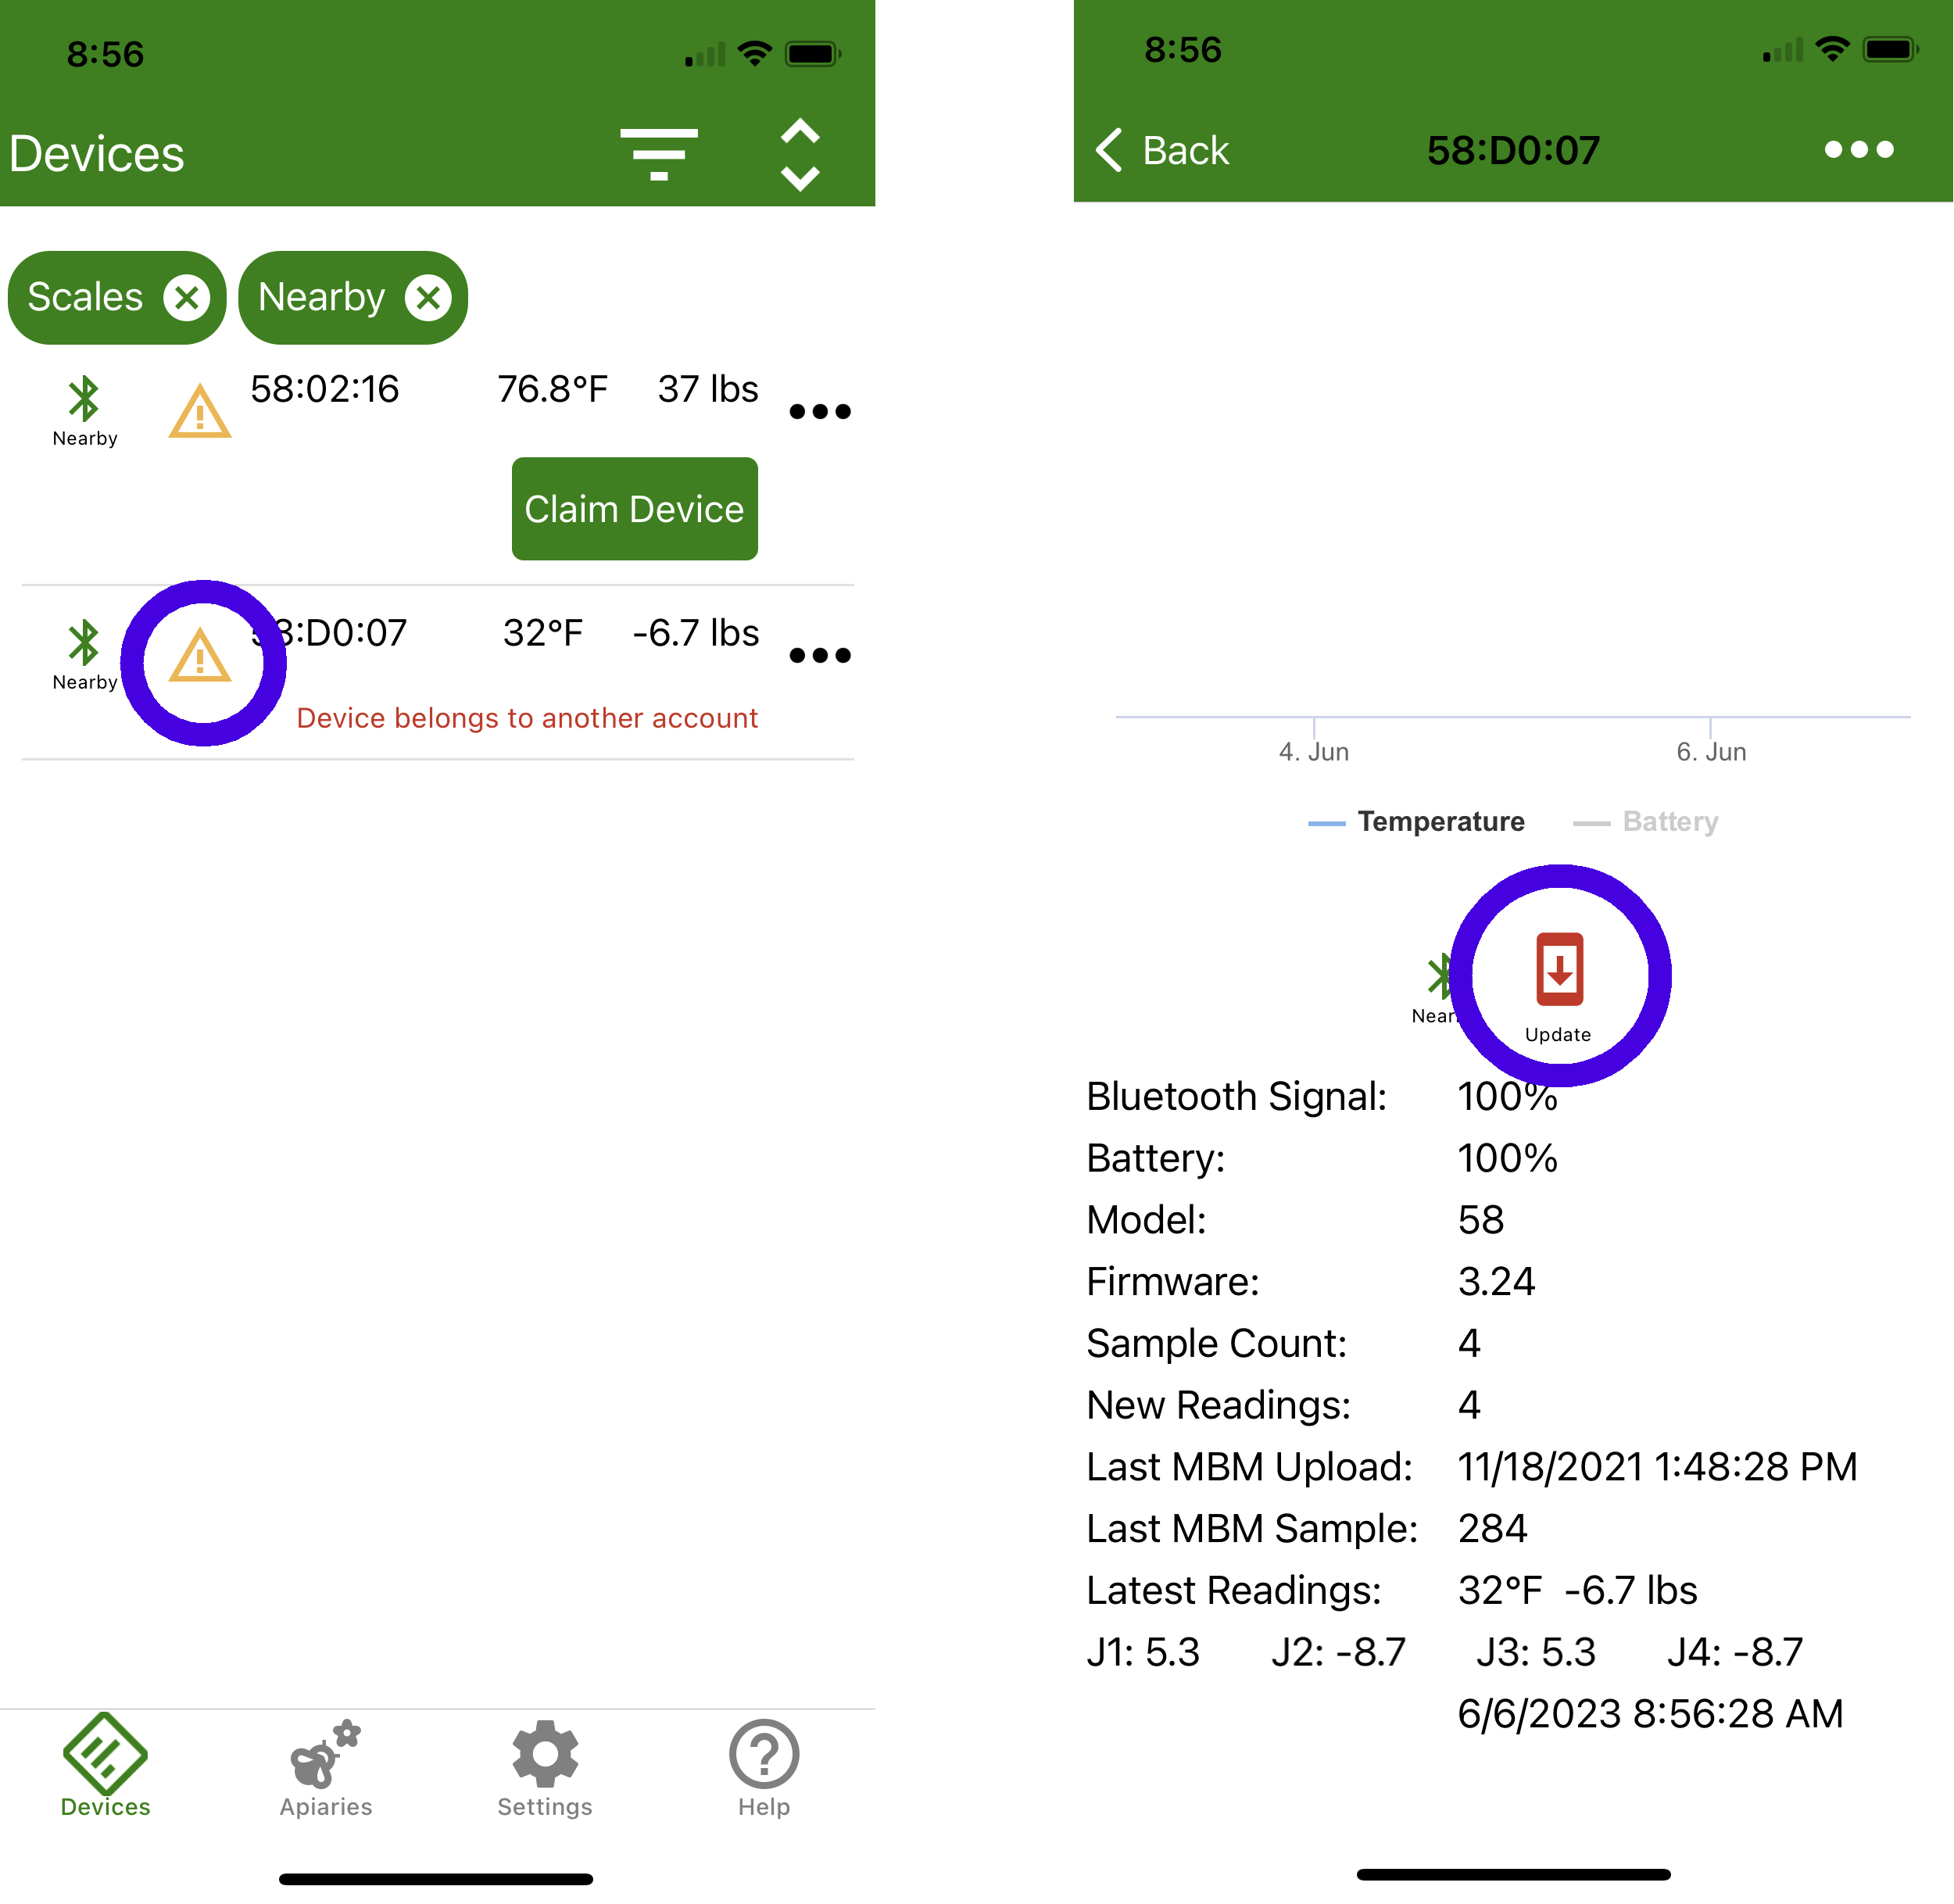 8:56
Devices
Scales
Nearby
58:02:16 76.8°F 37 lbs
Nearby
Claim Device
:D0:07 32°F -6.7 lbs
Nearby
Device belongs to another account
Devices
Apiaries
Settings
Help
8:56
Back 58:D0:07
4. Jun 6. Jun
Temperature Battery
Update
Bluetooth Signal: 100%
Battery: 100%
Model: 58
Firmware: 3.24
Sample Count: 4
New Readings: 4
Last MBM Upload: 11/18/2021 1:48:28 PM
Last MBM Sample: 284
Latest Readings: 32°F -6.7 lbs
J1: 5.3 J2: -8.7 J3: 5.3 J4: -8.7
6/6/2023 8:56:28 AM